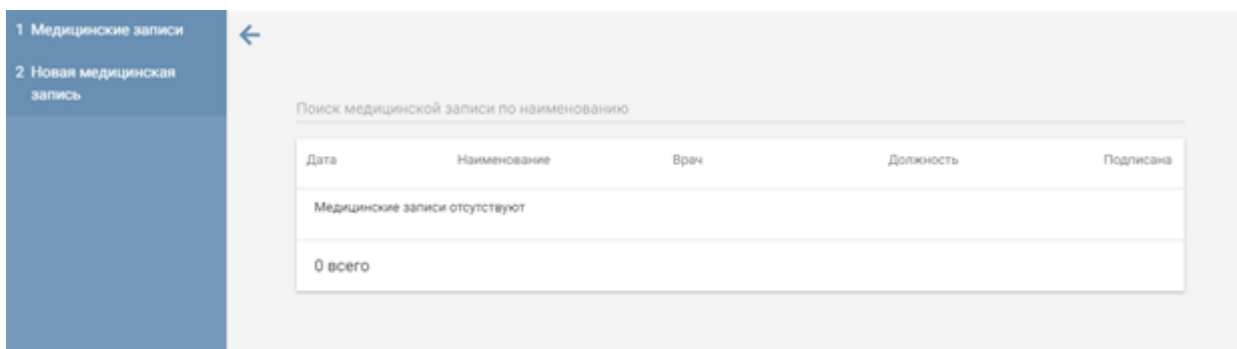 1 Медицинские записи
2 Новая медицинская
запись
Поиск медицинской записи по наименованию
Дата Наименование Врач Должность Подписана
Медицинские записи отсутствуют
0 всего